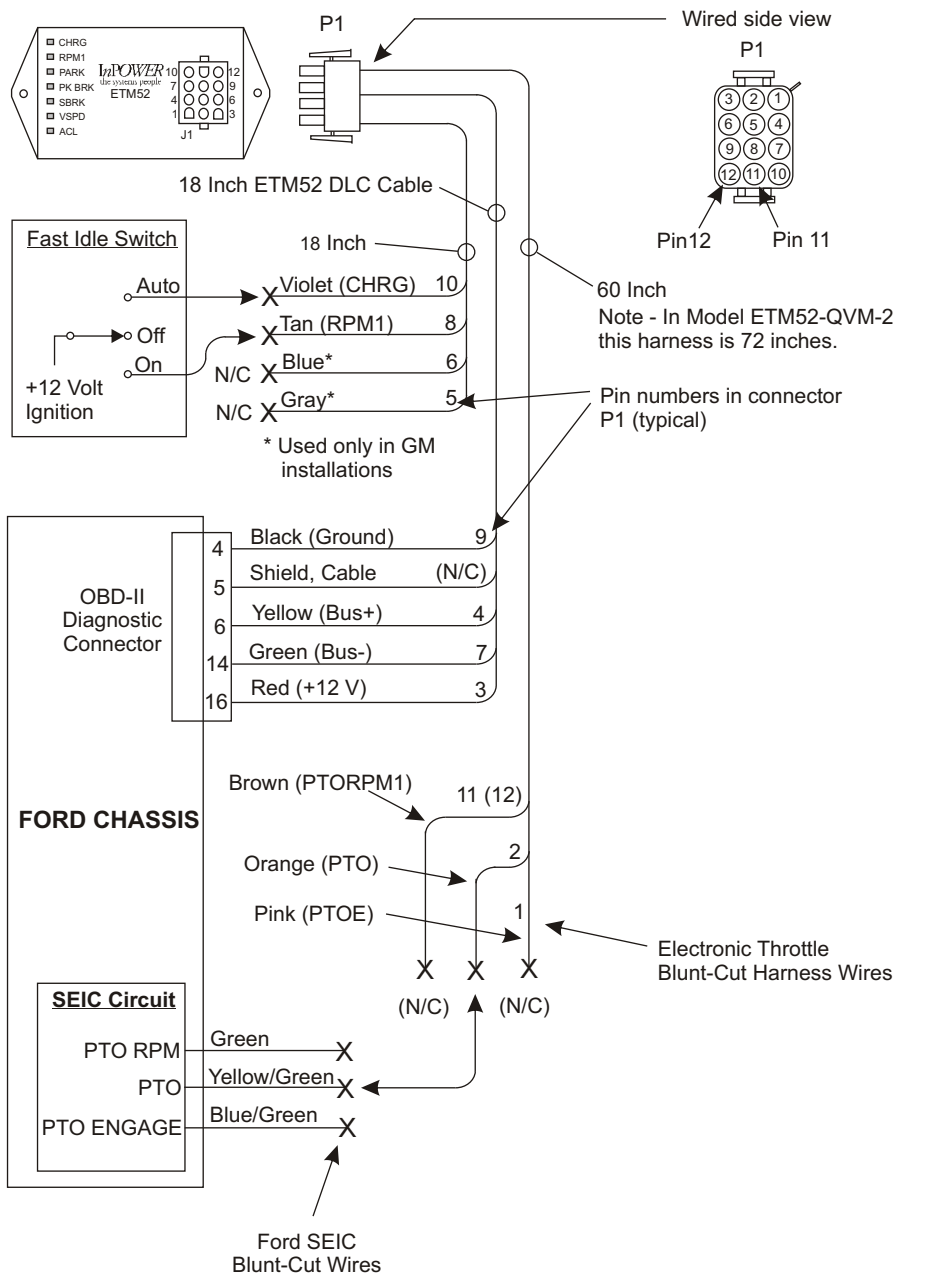 P1
Wired side view
P1
CHRG
RPM1
PARK
PK BRK
SBRK
VSPD
ACL
InPOWER
the systems people
ETM52
10
12
7
9
4
6
1
3
J1
3 2 1
6 5 4
9 8 7
12 11 10
Pin12
Pin 11
18 Inch ETM52 DLC Cable
18 Inch
60 Inch
Note - In Model ETM52-QVM-2
this harness is 72 inches.
Fast Idle Switch
Auto
Off
On
+12 Volt
Ignition
X Violet (CHRG) 10
X Tan (RPM1) 8
N/C X Blue* 6
N/C X Gray* 5
* Used only in GM
installations
Pin numbers in connector
P1 (typical)
OBD-II
Diagnostic
Connector
4 Black (Ground) 9
5 Shield, Cable (N/C)
6 Yellow (Bus+) 4
14 Green (Bus-) 7
16 Red (+12 V) 3
FORD CHASSIS
Brown (PTORPM1)
11 (12)
Orange (PTO)
2
Pink (PTOE)
1
Electronic Throttle
Blunt-Cut Harness Wires
X X X
(N/C) (N/C)
SEIC Circuit
PTO RPM Green X
PTO Yellow/Green X
PTO ENGAGE Blue/Green X
Ford SEIC
Blunt-Cut Wires